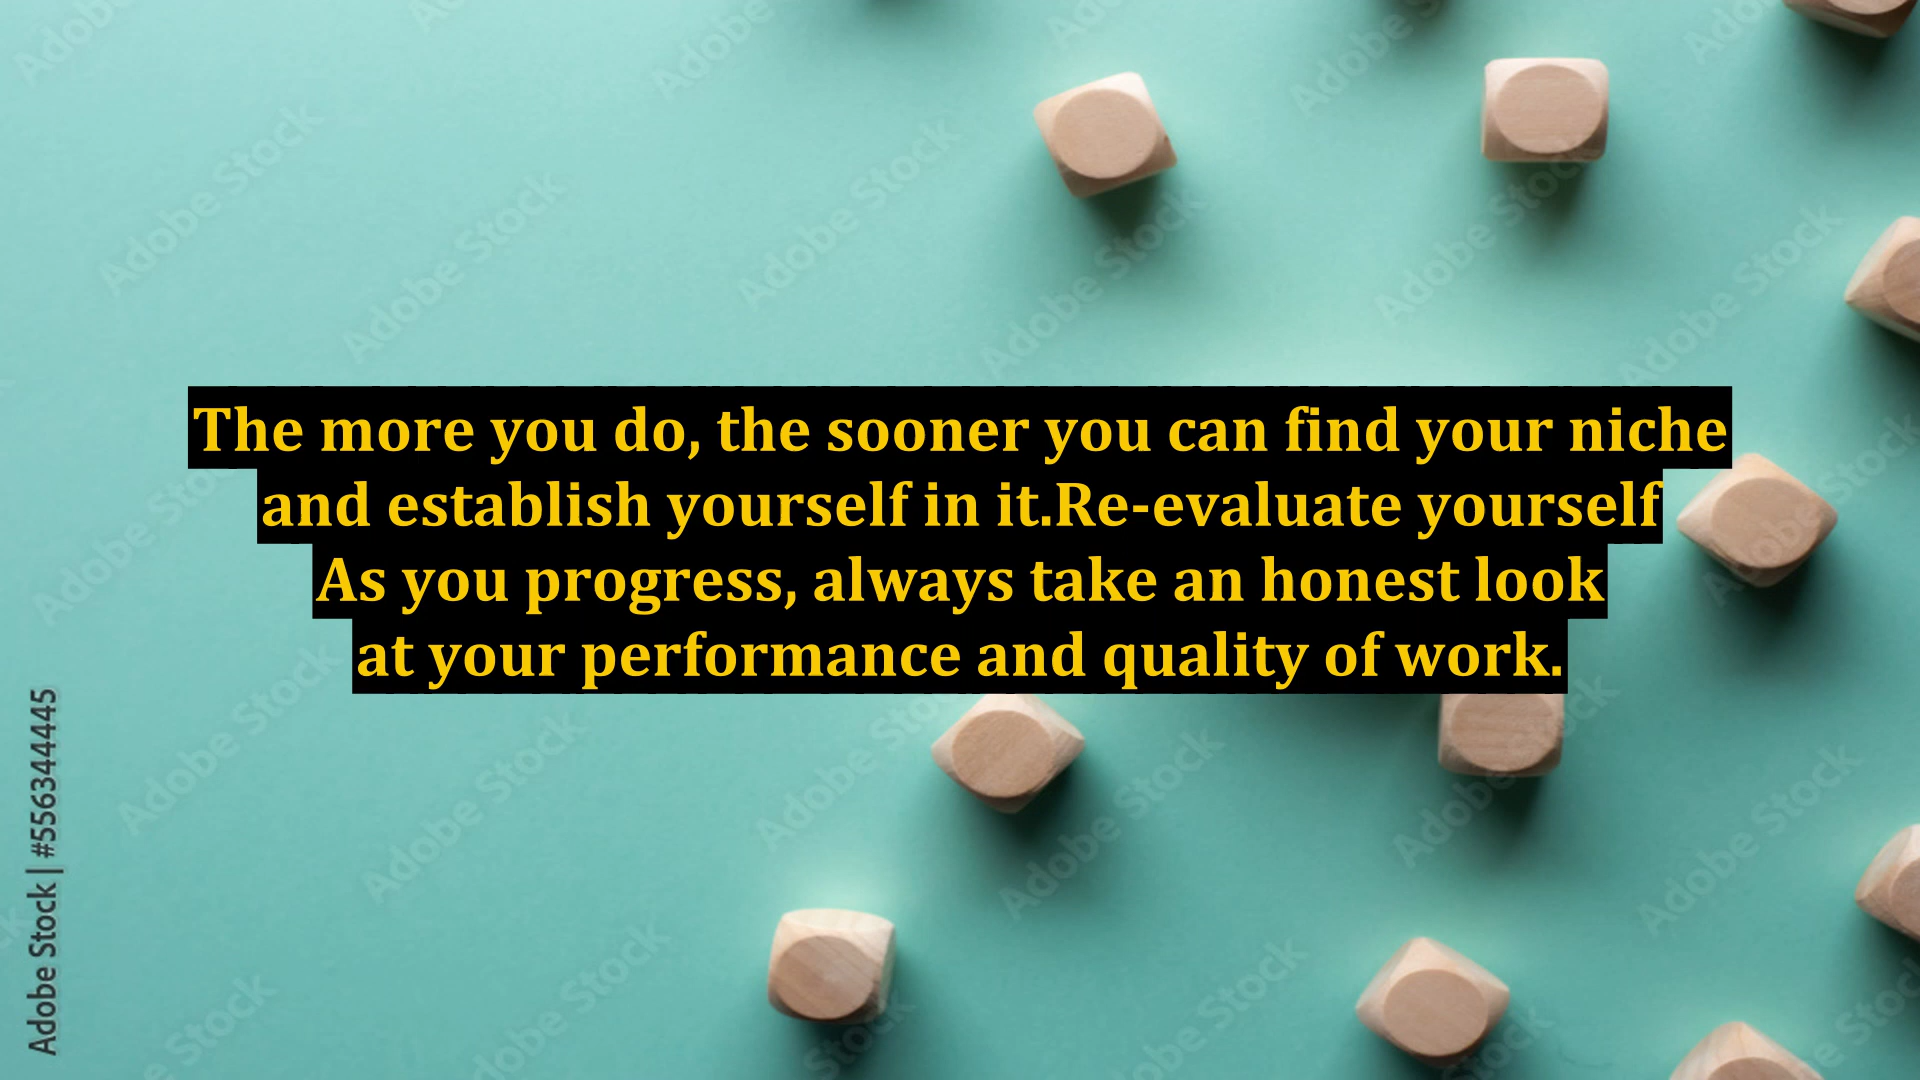 The more you do, the sooner you can find your niche
and establish yourself in it.Re-evaluate yourself
As you progress, always take an honest look
at your performance and quality of work.
Adobe Stock | #556344445